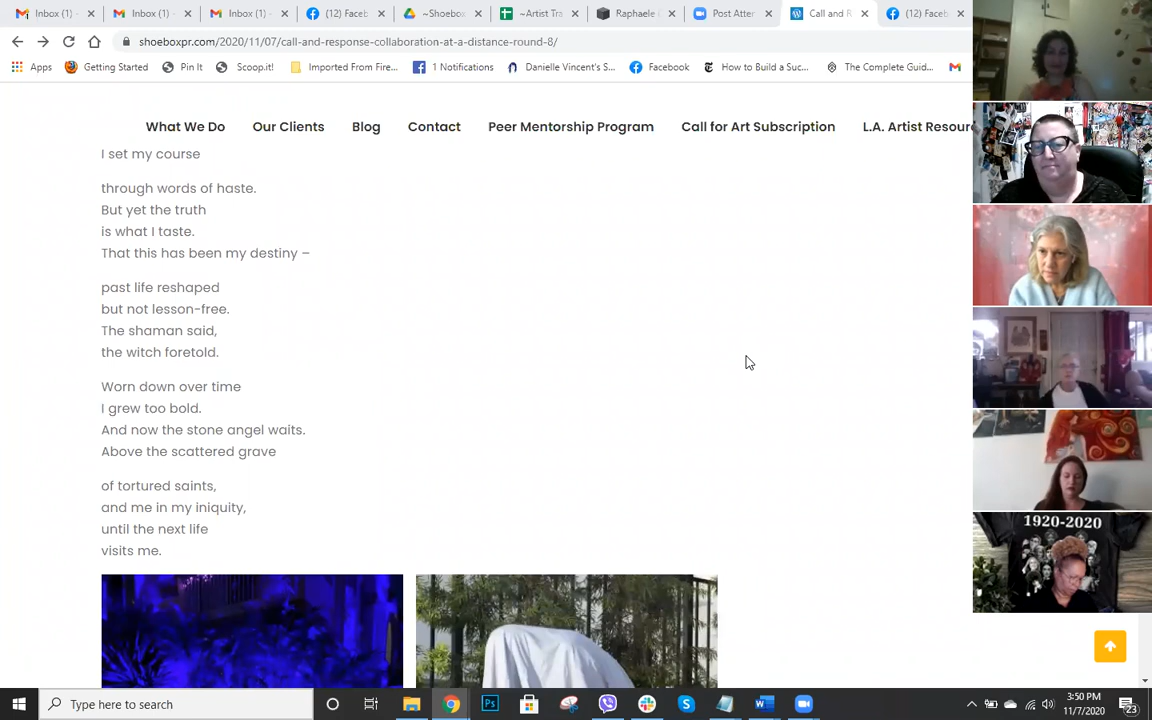 Inbox (1) -
Inbox (1) -
Inbox (1) -
(12) Faceb
~Shoebox
~Artist Tra
Raphaele
Post Atten
Call and R
(12) Faceb
shoeboxpr.com/2020/11/07/call-and-response-collaboration-at-a-distance-round-8/
Apps
Getting Started
Pin It
Scoop.it!
Imported From Fire...
1 Notifications
Danielle Vincent's S...
Facebook
How to Build a Suc...
The Complete Guid...
What We Do
Our Clients
Blog
Contact
Peer Mentorship Program
Call for Art Subscription
L.A. Artist Resour
I set my course
through words of haste.
But yet the truth
is what I taste.
That this has been my destiny –
past life reshaped
but not lesson-free.
The shaman said,
the witch foretold.
Worn down over time
I grew too bold.
And now the stone angel waits.
Above the scattered grave
of tortured saints,
and me in my iniquity,
until the next life
visits me.
1920-2020
Type here to search
Ps
3:50 PM
11/7/2020
23